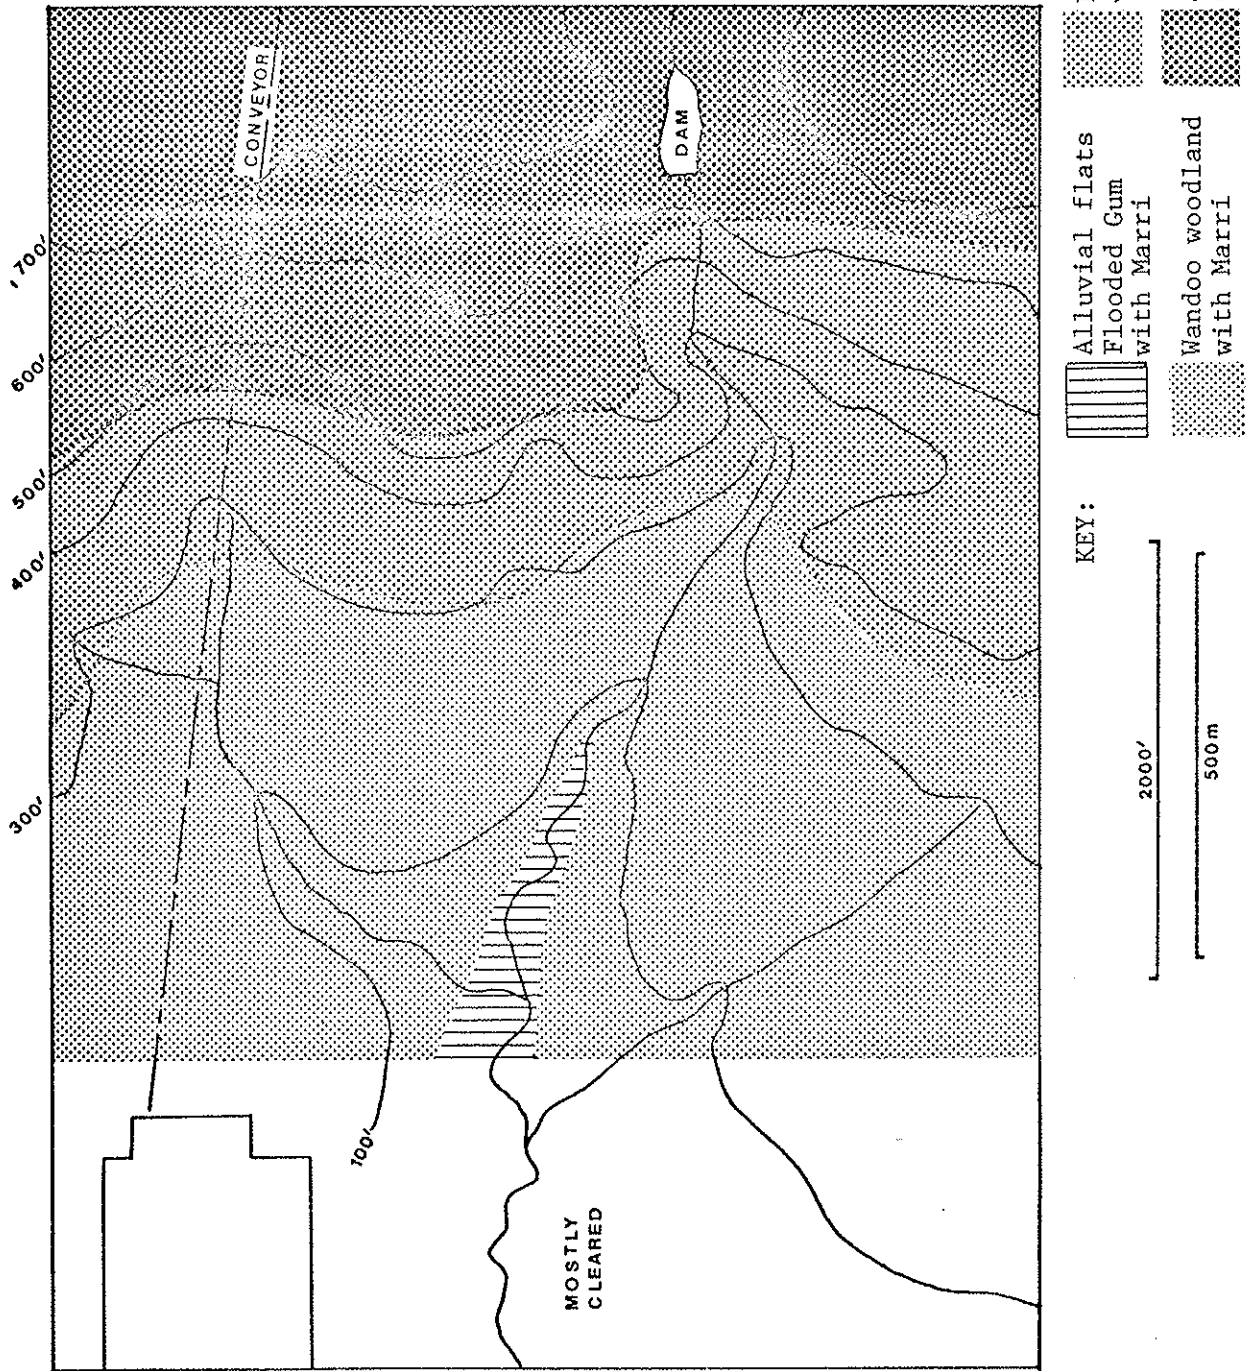 CONVEYOR
DAM
700'
600'
500'
400'
300'
100'
MOSTLY
CLEARED
KEY:
Alluvial flats
Flooded Gum
with Marri
Wandoo woodland
with Marri
2000'
500m